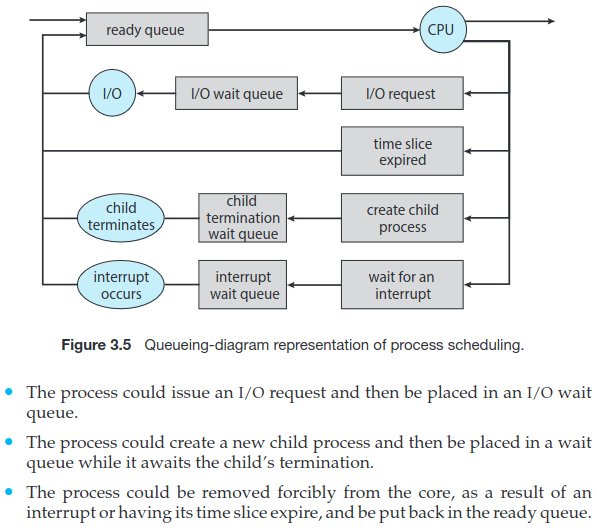 ready queue
CPU
I/O
I/O wait queue
I/O request
time slice
expired
child
terminates
child
termination
wait queue
create child
process
interrupt
occurs
interrupt
wait queue
wait for an
interrupt
Figure 3.5 Queueing-diagram representation of process scheduling.
• The process could issue an I/O request and then be placed in an I/O wait
queue.
• The process could create a new child process and then be placed in a wait
queue while it awaits the child’s termination.
• The process could be removed forcibly from the core, as a result of an
interrupt or having its time slice expire, and be put back in the ready queue.